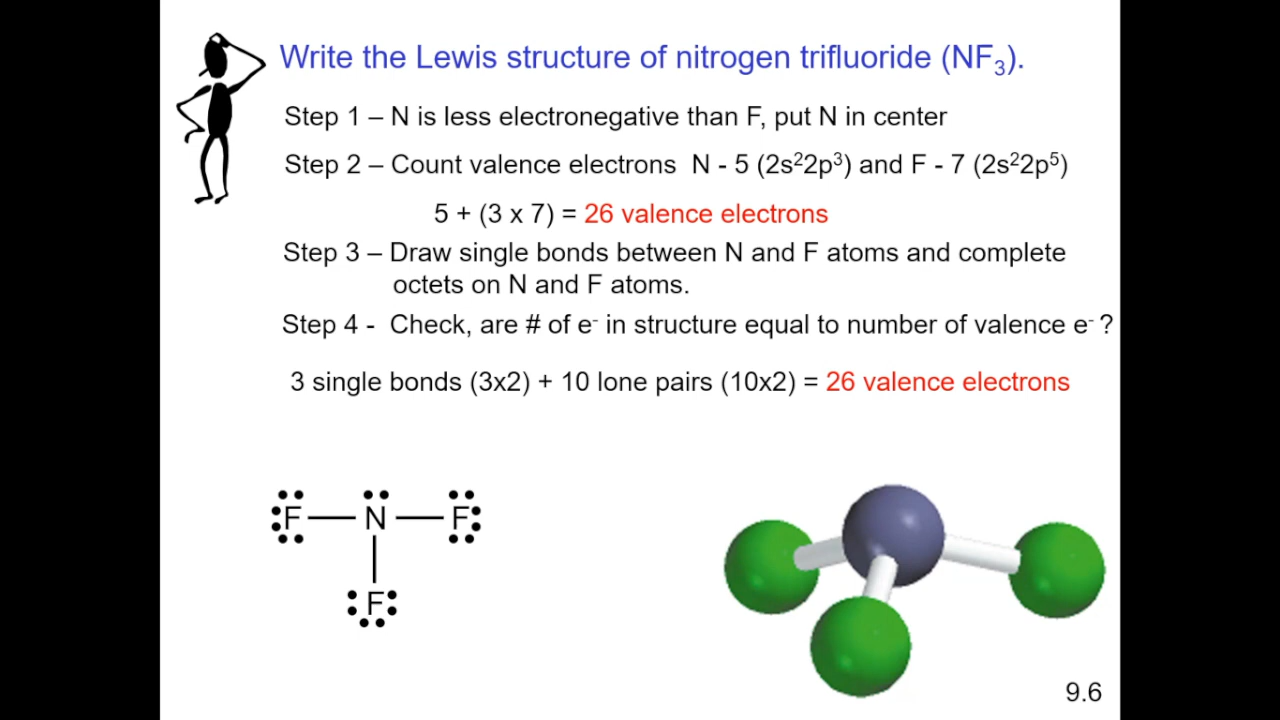 Write the Lewis structure of nitrogen trifluoride (NF₃).
Step 1 – N is less electronegative than F, put N in center
Step 2 – Count valence electrons N - 5 (2s²2p³) and F - 7 (2s²2p⁵)
5 + (3 x 7) = 26 valence electrons
Step 3 – Draw single bonds between N and F atoms and complete
octets on N and F atoms.
Step 4 - Check, are # of e⁻ in structure equal to number of valence e⁻ ?
3 single bonds (3x2) + 10 lone pairs (10x2) = 26 valence electrons
F N F
F
9.6